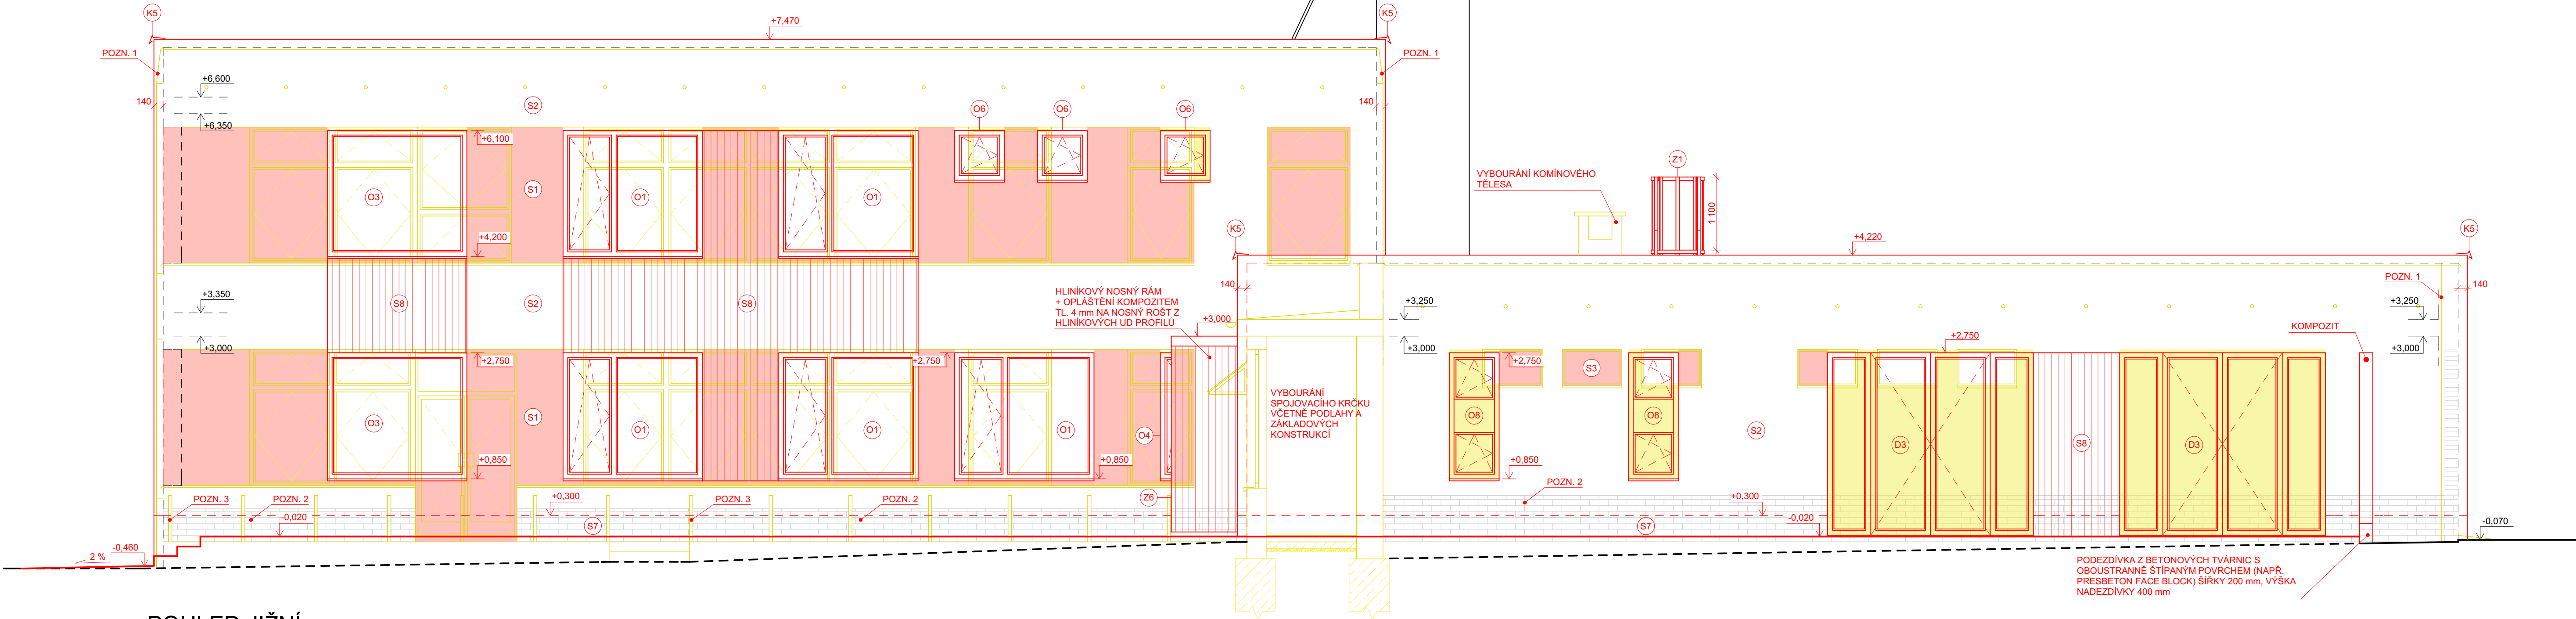 K5
+7,470
K5
POZN. 1
POZN. 1
+6,600
140
S2
O6
O6
O6
140
+6,350
+6,100
VYBOURÁNÍ KOMÍNOVÉHO
TĚLESA
Z1
1 100
S1
O3
O1
O1
K5
K5
+4,200
+4,220
POZN. 1
140
140
HLINÍKOVÝ NOSNÝ RÁM
+ OPLÁŠTĚNÍ KOMPOZITEM
TL. 4 mm NA NOSNÝ ROŠT Z
HLINÍKOVÝCH UD PROFILŮ
+3,350
S8
S2
S8
+3,250
+3,250
+3,000
KOMPOZIT
+3,000
+3,000
+3,000
+2,750
+2,750
+2,750
+2,750
S3
VYBOURÁNÍ
SPOJOVACÍHO KRČKU
VČETNĚ PODLAHY A
ZÁKLADOVÝCH
KONSTRUKCÍ
O3
S1
O1
O1
O1
O4
O8
O8
S2
D3
S8
D3
+0,850
+0,850
+0,850
POZN. 2
POZN. 3
POZN. 2
+0,300
POZN. 3
POZN. 2
Z6
+0,300
-0,020
S7
S7
-0,020
-0,070
2 %
-0,460
PODEZDÍVKA Z BETONOVÝCH TVÁRNIC S
OBOUSTRANNĚ ŠTÍPANÝM POVRCHEM (NAPŘ.
PRESBETON FACE BLOCK) ŠÍŘKY 200 mm, VÝŠKA
NADEZDÍVKY 400 mm
POHLED JIŽNÍ